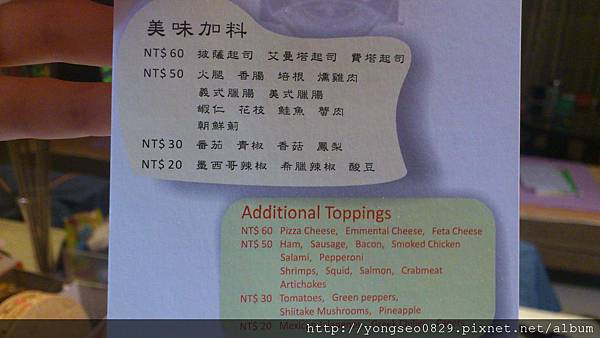 美味加料
NT$60 披薩起司 艾曼塔起司 費塔起司
NT$50 火腿 香腸 培根 燻雞肉
義式臘腸 美式臘腸
蝦仁 花枝 鮭魚 蟹肉
朝鮮薊
NT$30 番茄 青椒 香菇 鳳梨
NT$20 墨西哥辣椒 希臘辣椒 酸豆
Additional Toppings
NT$ 60 Pizza Cheese, Emmental Cheese, Feta Cheese
NT$ 50 Ham, Sausage, Bacon, Smoked Chicken
Salami, Pepperoni
Shrimps, Squid, Salmon, Crabmeat
Artichokes
NT$ 30 Tomatoes, Green peppers,
Shiitake Mushrooms, Pineapple
NT$ 20
http://yongseo0829.pixnet.net/album